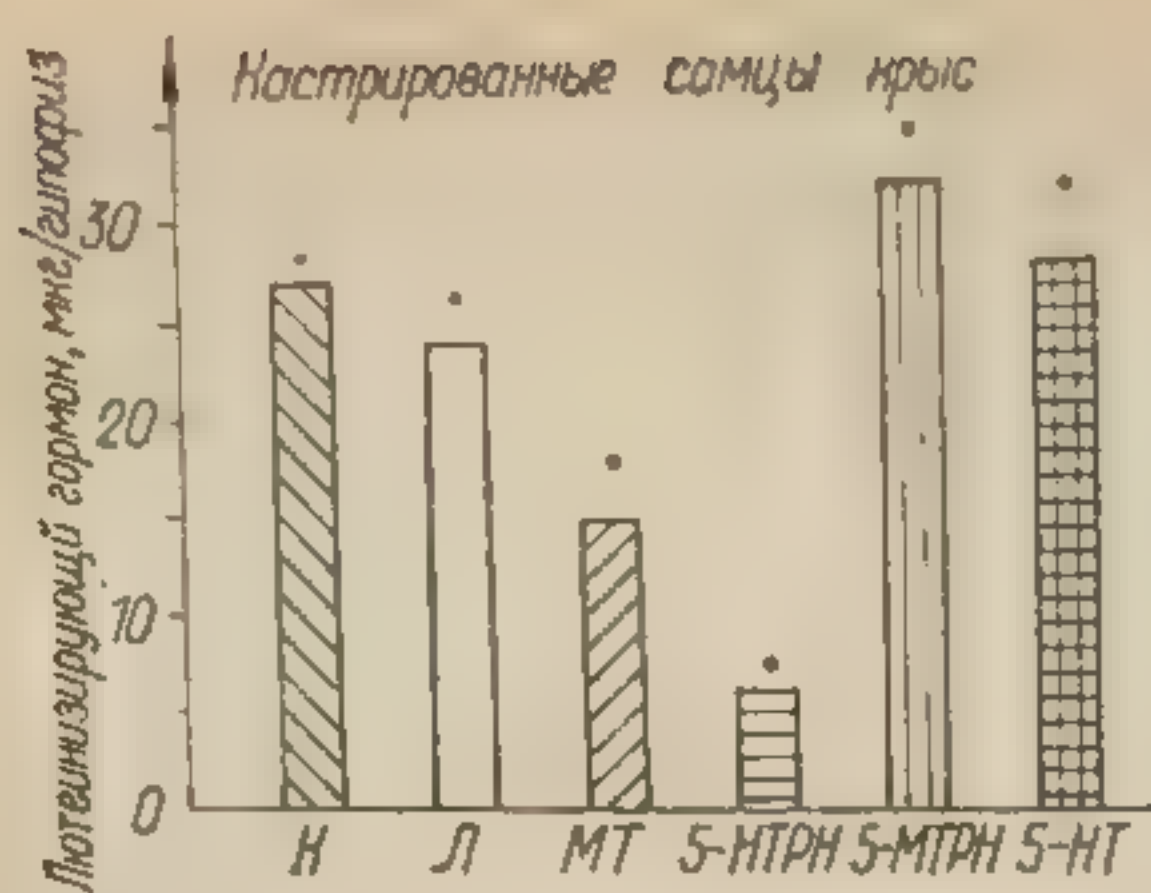 Кастрированные самцы крыс
Лютеинизирующий гормон, мкг/гипофиз
30
20
10
0
Н Л МТ 5-НТРН 5-МТРН 5-НТ